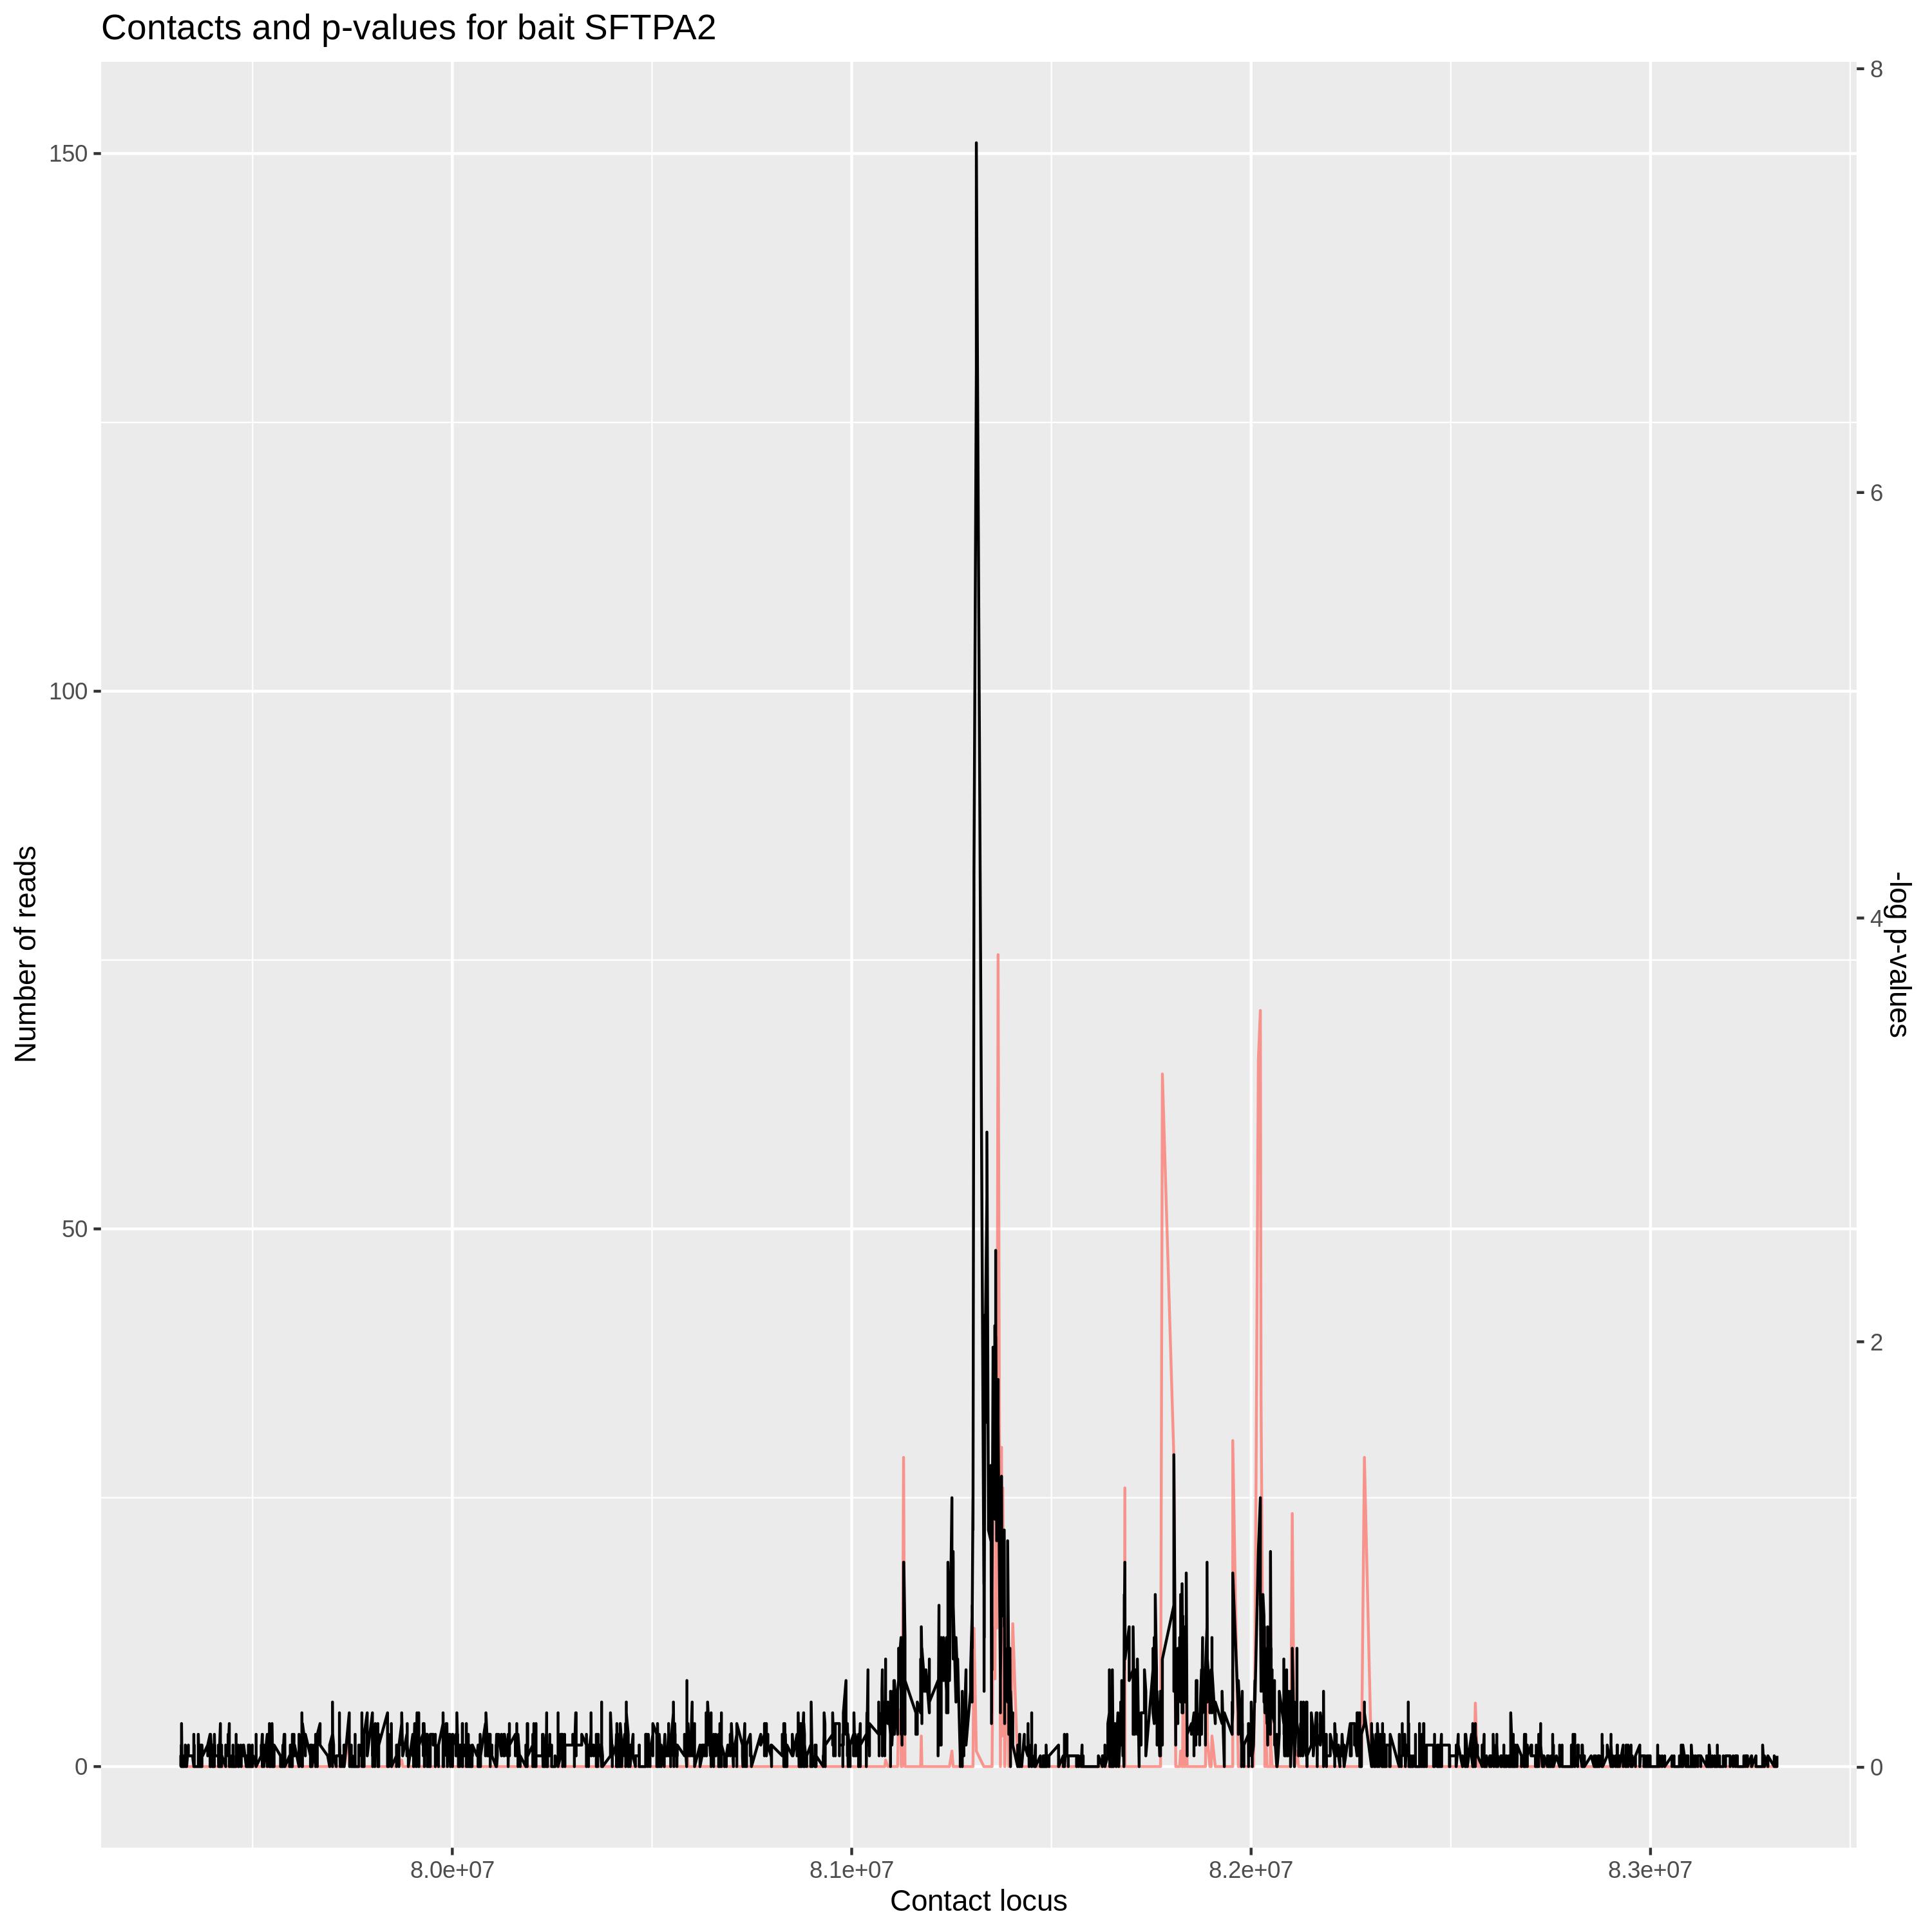 Contacts and p-values for bait SFTPA2
Number of reads
150
100
50
0
8
6
4
2
0
-log p-values
8.0e+07
8.1e+07
8.2e+07
8.3e+07
Contact locus